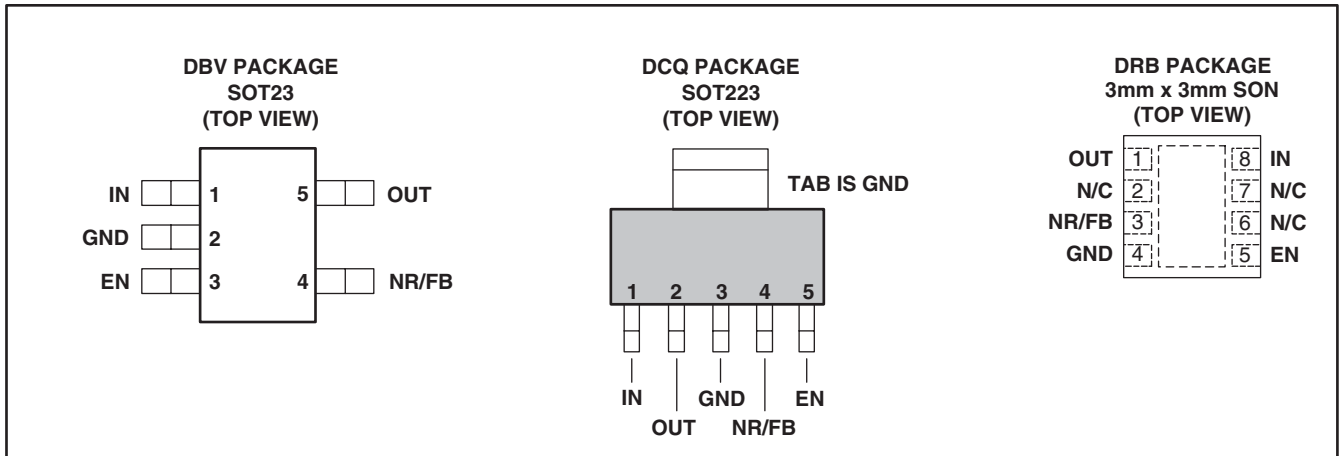 DBV PACKAGE
SOT23
(TOP VIEW)
IN 1 5 OUT
GND 2
EN 3 4 NR/FB
DCQ PACKAGE
SOT223
(TOP VIEW)
TAB IS GND
1 2 3 4 5
IN GND EN
OUT NR/FB
DRB PACKAGE
3mm x 3mm SON
(TOP VIEW)
OUT 1 8 IN
N/C 2 7 N/C
NR/FB 3 6 N/C
GND 4 5 EN